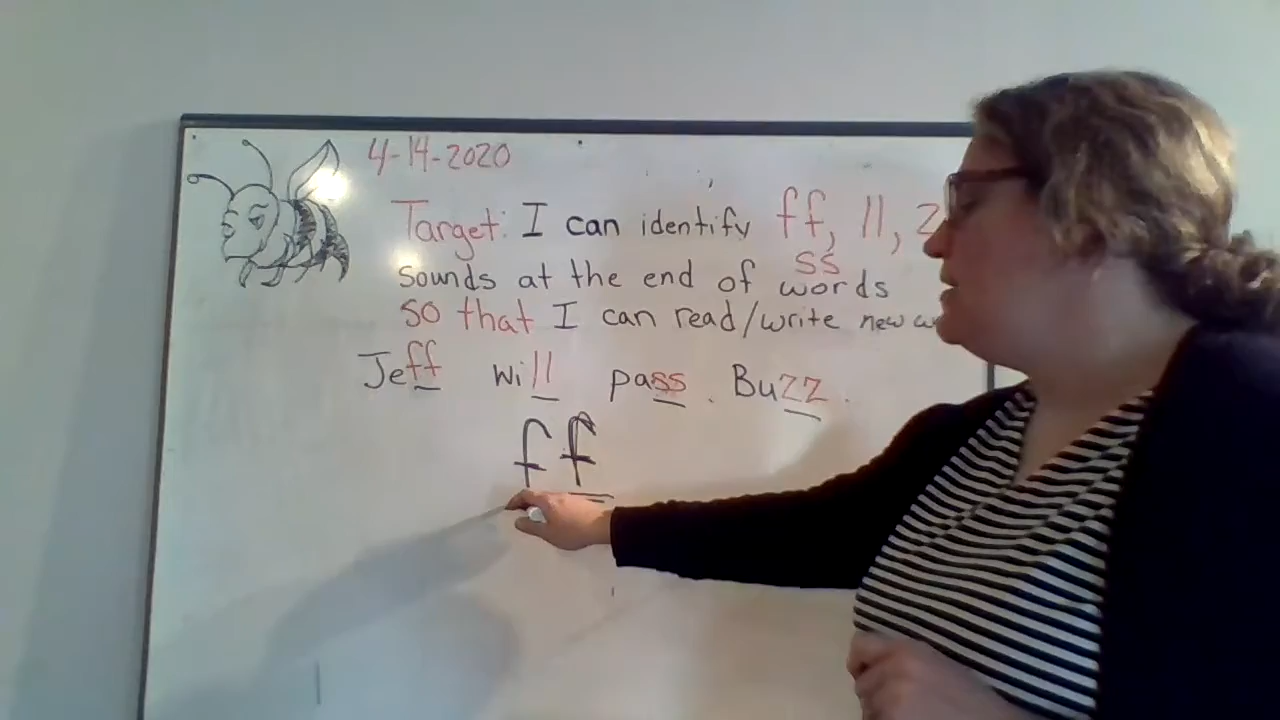 4-14-2020
Target: I can identify ff, ll,
ss
sounds at the end of words
so that I can read/write new
Jeff will pass. Buzz.
ff